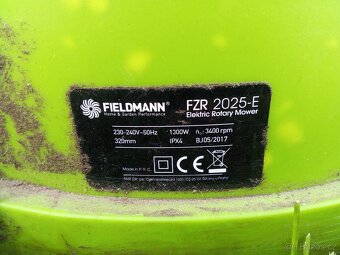 FIELDMANN
Home & Garden Performance
FZR 2025-E
Elektric Rotary Mower
230-240V~50Hz 1300W n₀: 3400 rpm
320mm IPX4 BJ05/2017
Made in P.R.C.